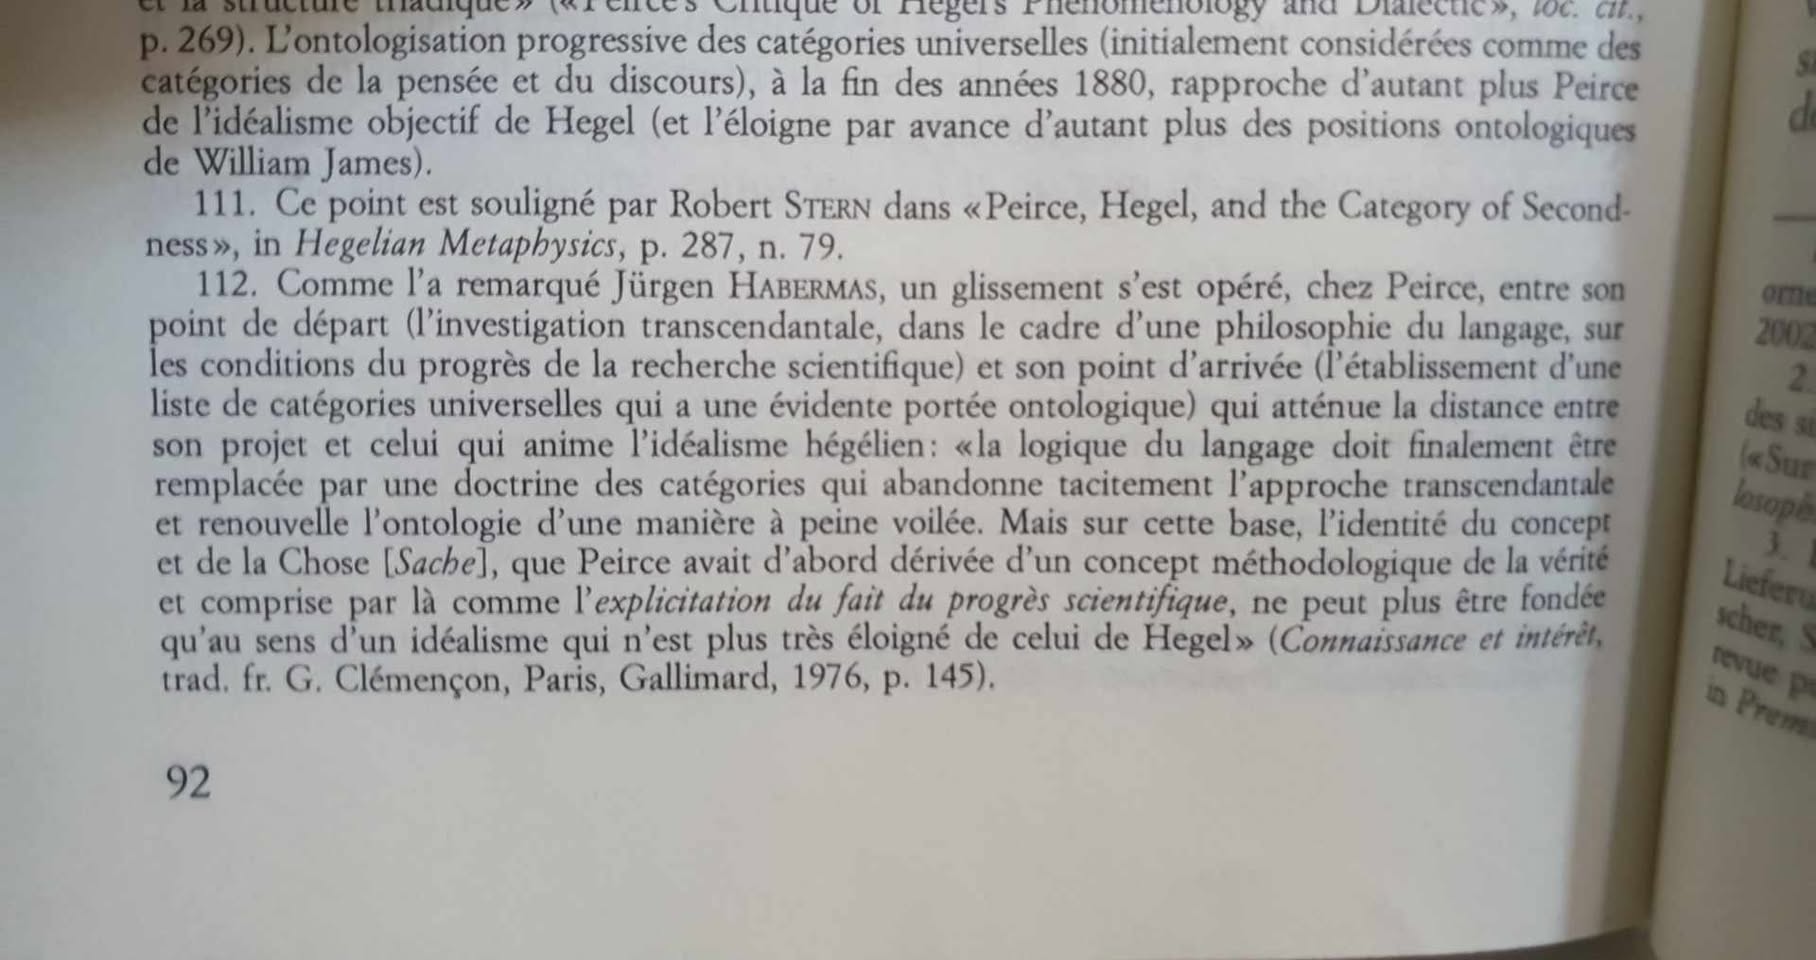 et la structure triadique» («Peirce's Critique of Hegel's Phenomenology and Dialectic», loc. cit.,
p. 269). L'ontologisation progressive des catégories universelles (initialement considérées comme des
catégories de la pensée et du discours), à la fin des années 1880, rapproche d'autant plus Peirce
de l'idéalisme objectif de Hegel (et l'éloigne par avance d'autant plus des positions ontologiques
de William James).
111. Ce point est souligné par Robert STERN dans «Peirce, Hegel, and the Category of Second-
ness», in Hegelian Metaphysics, p. 287, n. 79.
112. Comme l'a remarqué Jürgen HABERMAS, un glissement s'est opéré, chez Peirce, entre son
point de départ (l'investigation transcendantale, dans le cadre d'une philosophie du langage, sur
les conditions du progrès de la recherche scientifique) et son point d'arrivée (l'établissement d'une
liste de catégories universelles qui a une évidente portée ontologique) qui atténue la distance entre
son projet et celui qui anime l'idéalisme hégélien: «la logique du langage doit finalement être
remplacée par une doctrine des catégories qui abandonne tacitement l'approche transcendantale
et renouvelle l'ontologie d'une manière à peine voilée. Mais sur cette base, l'identité du concept
et de la Chose [Sache], que Peirce avait d'abord dérivée d'un concept méthodologique de la vérité
et comprise par là comme l'explicitation du fait du progrès scientifique, ne peut plus être fondée
qu'au sens d'un idéalisme qui n'est plus très éloigné de celui de Hegel» (Connaissance et intérêt,
trad. fr. G. Clémençon, Paris, Gallimard, 1976, p. 145).
92
2002
2.
des
(«Sur
3.
scher,
revue
in